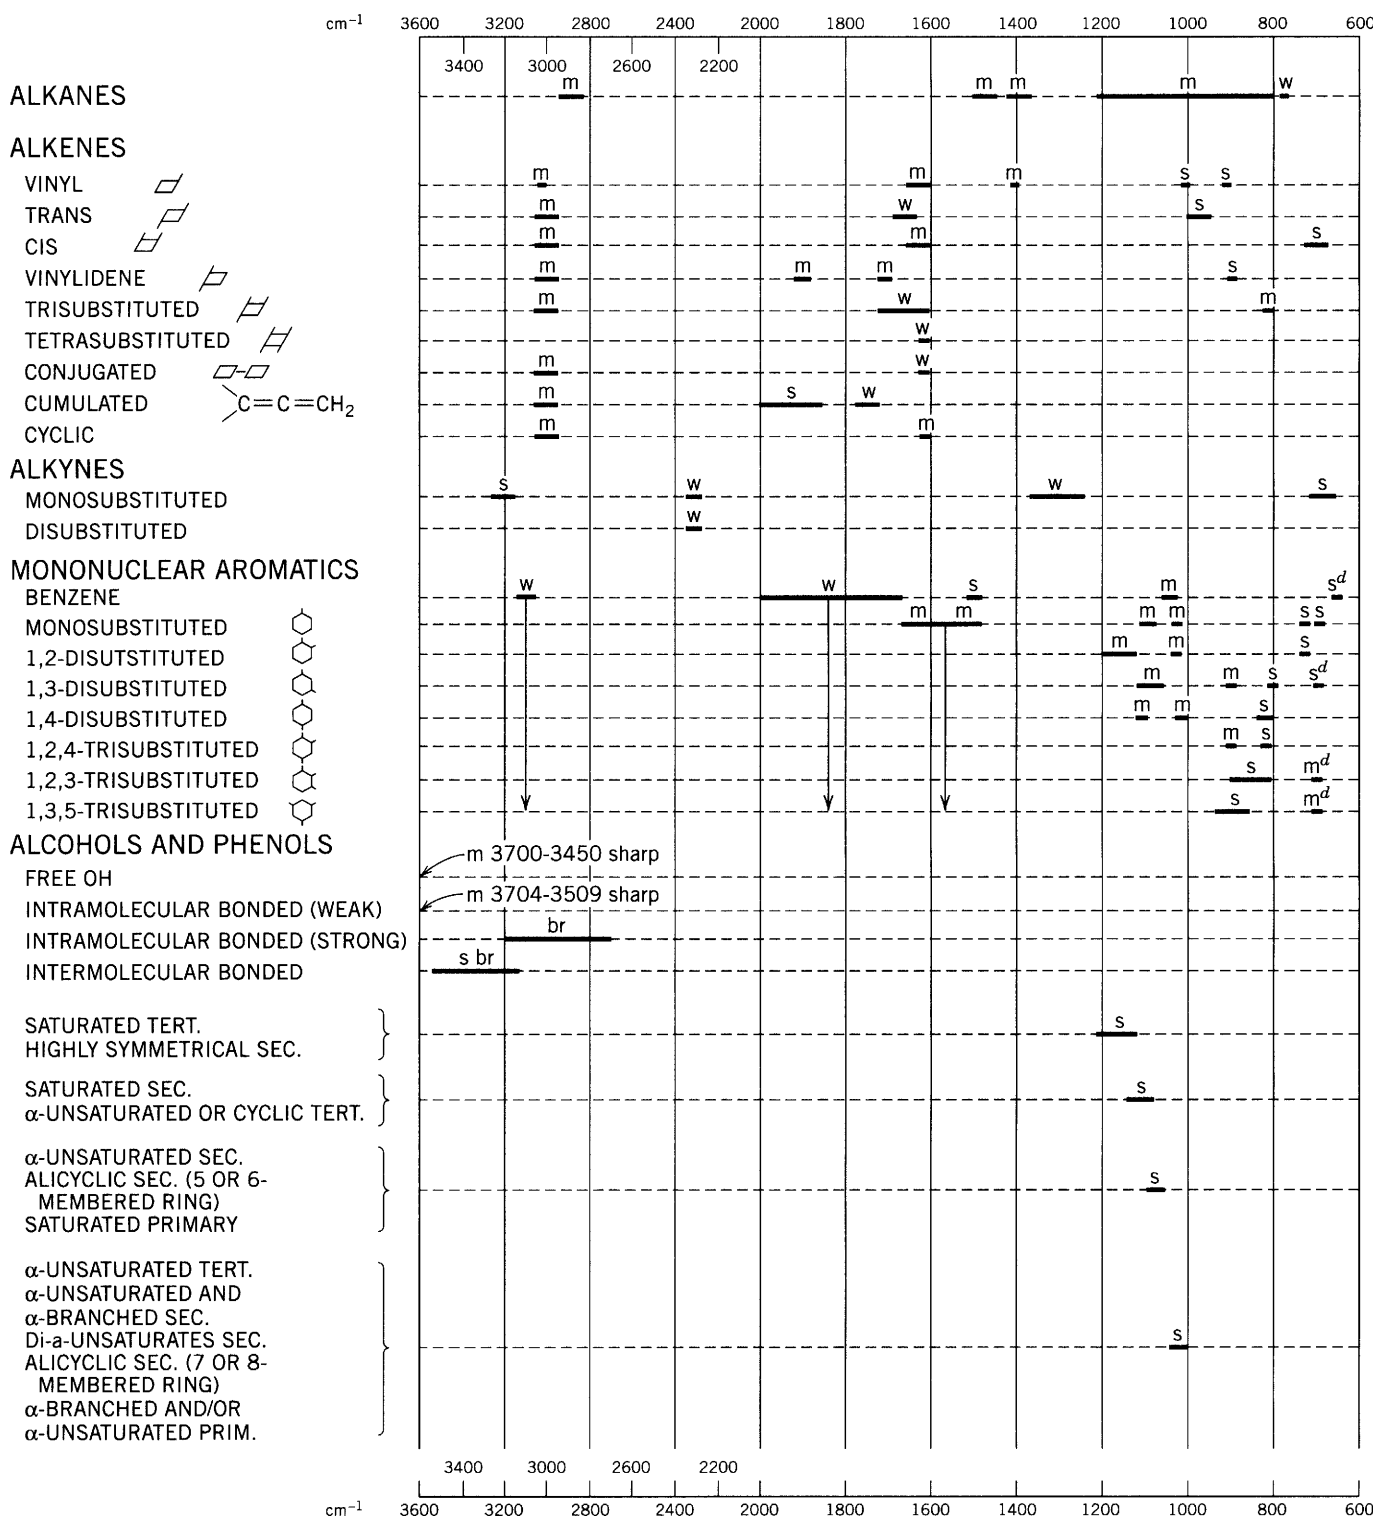 cm⁻¹ 3600 3200 2800 2400 2000 1800 1600 1400 1200 1000 800 600
3400 3000 2600 2200
ALKANES m m m m w
ALKENES
VINYL m m m s s
TRANS m w s
CIS m m s
VINYLIDENE m m m s
TRISUBSTITUTED m w m
TETRASUBSTITUTED w
CONJUGATED m w
CUMULATED C=C=CH₂ m s w
CYCLIC m m
ALKYNES
MONOSUBSTITUTED s w w s
DISUBSTITUTED w
MONONUCLEAR AROMATICS
BENZENE w w s m sᵈ
MONOSUBSTITUTED m m m m s s
1,2-DISUTSTITUTED m m s
1,3-DISUBSTITUTED m m s sᵈ
1,4-DISUBSTITUTED m m s
1,2,4-TRISUBSTITUTED m s
1,2,3-TRISUBSTITUTED s mᵈ
1,3,5-TRISUBSTITUTED s mᵈ
ALCOHOLS AND PHENOLS
m 3700-3450 sharp
FREE OH
m 3704-3509 sharp
INTRAMOLECULAR BONDED (WEAK)
INTRAMOLECULAR BONDED (STRONG) br
INTERMOLECULAR BONDED s br
SATURATED TERT. s
HIGHLY SYMMETRICAL SEC.
SATURATED SEC. s
α-UNSATURATED OR CYCLIC TERT.
α-UNSATURATED SEC.
ALICYCLIC SEC. (5 OR 6- s
MEMBERED RING)
SATURATED PRIMARY
α-UNSATURATED TERT.
α-UNSATURATED AND
α-BRANCHED SEC.
Di-a-UNSATURATES SEC. s
ALICYCLIC SEC. (7 OR 8-
MEMBERED RING)
α-BRANCHED AND/OR
α-UNSATURATED PRIM.
3400 3000 2600 2200
cm⁻¹ 3600 3200 2800 2400 2000 1800 1600 1400 1200 1000 800 600